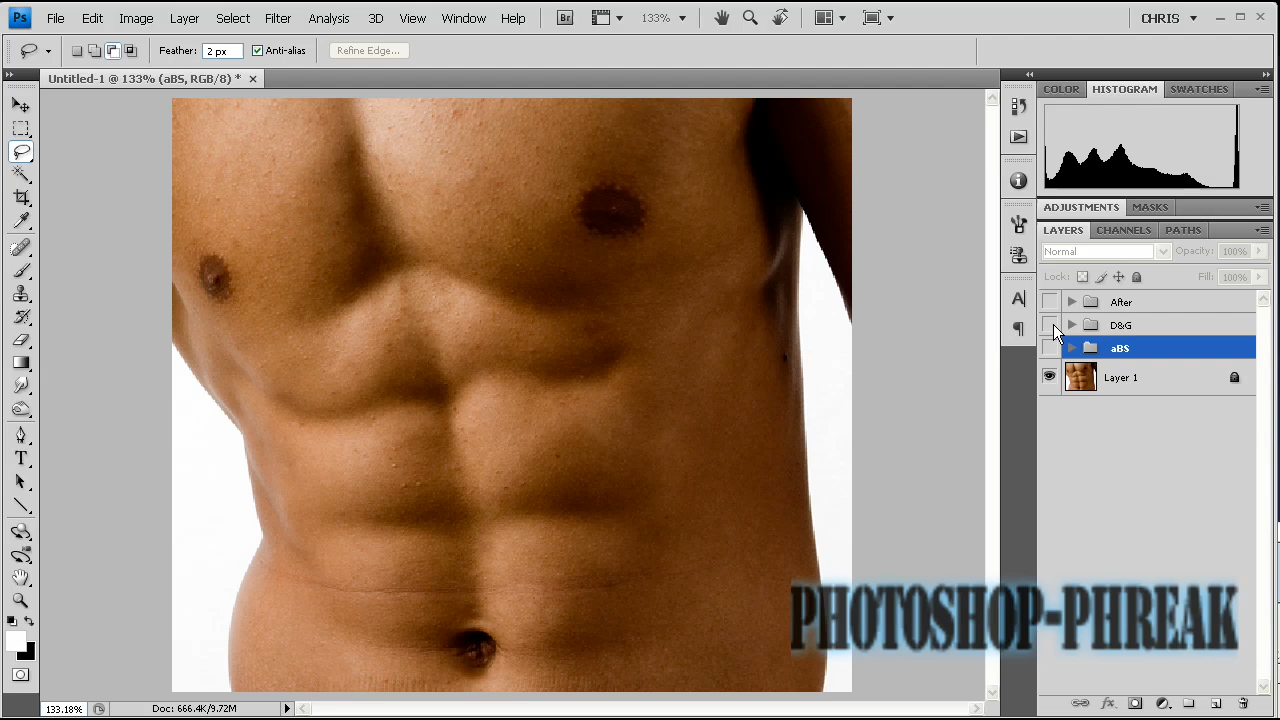 Ps File Edit Image Layer Select Filter Analysis 3D View Window Help Br 133% CHRIS
Feather: 2 px Anti-alias Refine Edge...
Untitled-1 @ 133% (aBS, RGB/8) *
COLOR HISTOGRAM SWATCHES
ADJUSTMENTS MASKS
LAYERS CHANNELS PATHS
Normal Opacity: 100%
Lock: Fill: 100%
After
D&G
aBS
Layer 1
PHOTOSHOP-PHREAK
133.18% Doc: 666.4K/9.72M